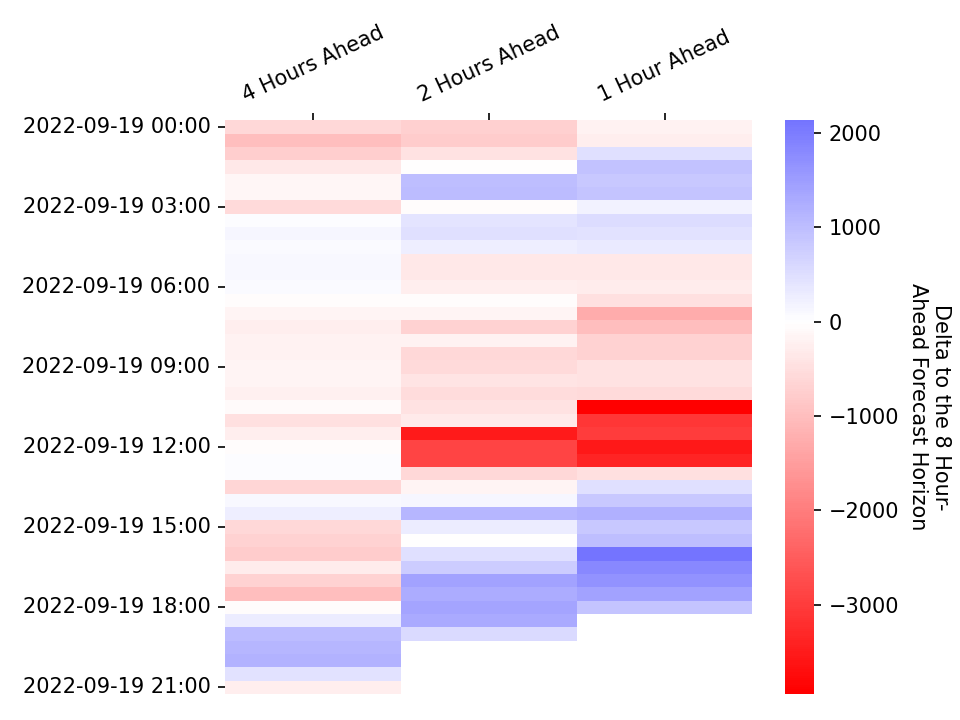 4 Hours Ahead
2 Hours Ahead
1 Hour Ahead
2022-09-19 00:00
2022-09-19 03:00
2022-09-19 06:00
2022-09-19 09:00
2022-09-19 12:00
2022-09-19 15:00
2022-09-19 18:00
2022-09-19 21:00
2000
1000
0
−1000
−2000
−3000
Delta to the 8 Hour-
Ahead Forecast Horizon